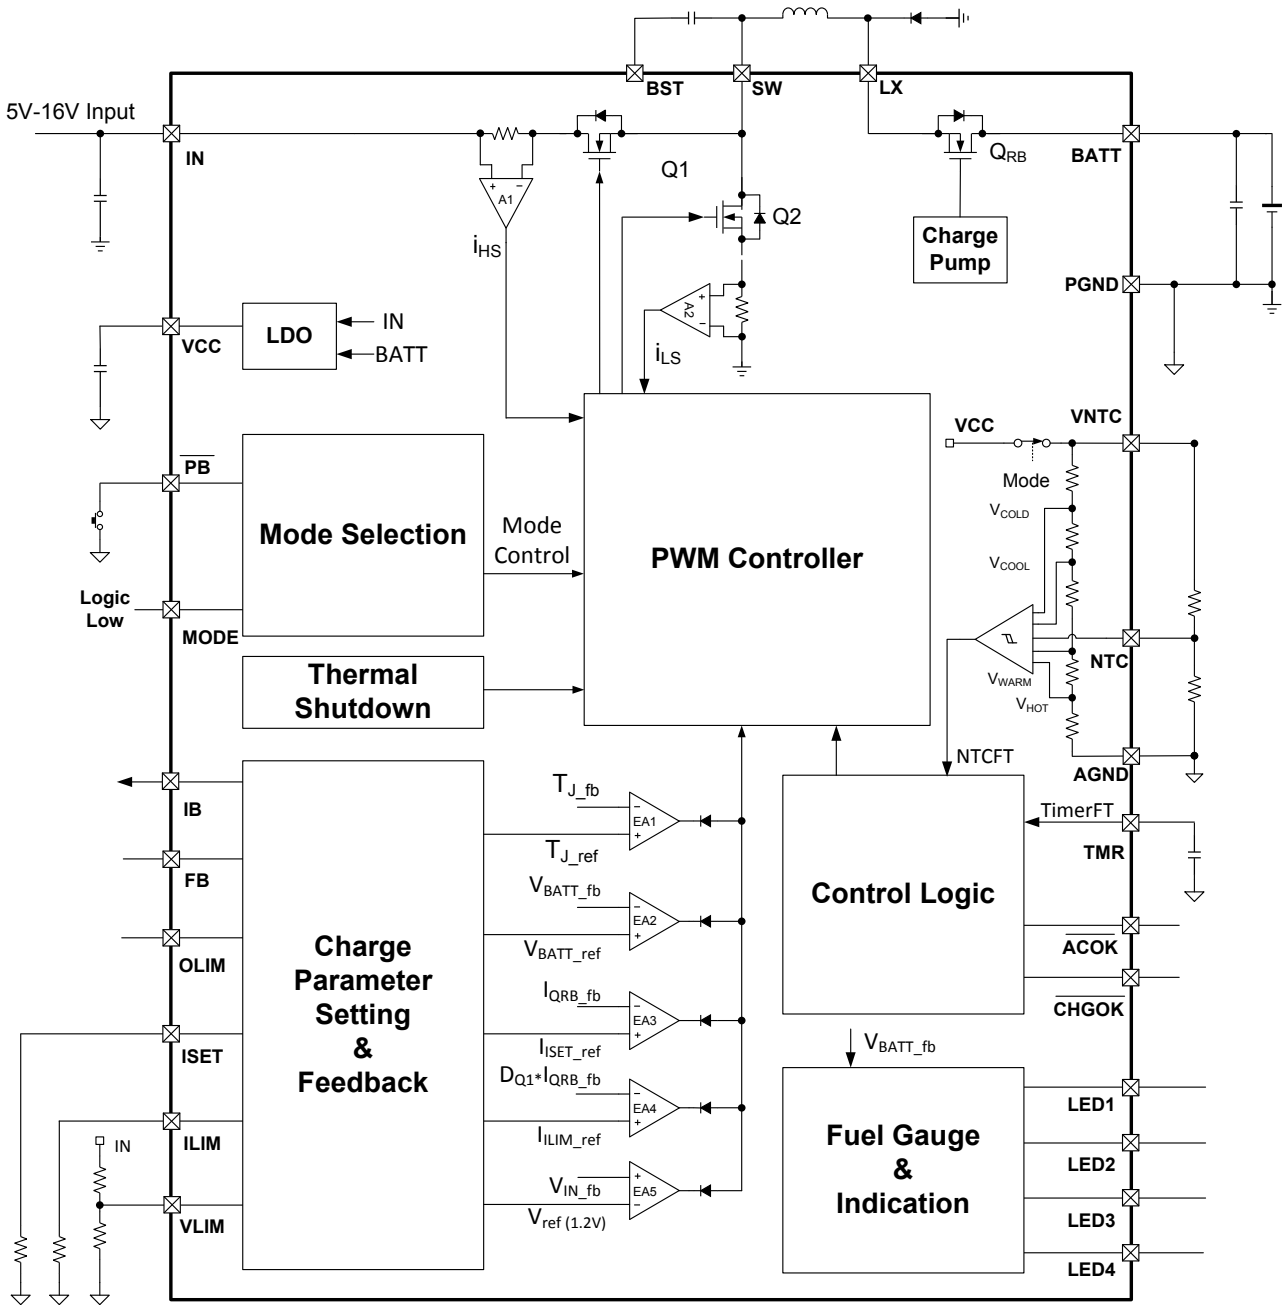 BST
SW
LX
5V-16V Input
IN
A1
+
−
iHS
Q1
Q2
QRB
BATT
Charge
Pump
PGND
A2
+
−
iLS
VCC
LDO
IN
BATT
PB
Mode Selection
Logic
Low
MODE
Mode
Control
PWM Controller
Thermal
Shutdown
VCC
Mode
VNTC
VCOLD
VCOOL
VWARM
VHOT
NTC
AGND
NTCFT
IB
FB
OLIM
ISET
ILIM
IN
VLIM
Charge
Parameter
Setting
&
Feedback
TJ_fb
−
EA1
+
TJ_ref
VBATT_fb
−
EA2
+
VBATT_ref
IQRB_fb
−
EA3
+
IISET_ref
DQ1*IQRB_fb
−
EA4
+
IILIM_ref
VIN_fb
+
EA5
−
Vref (1.2V)
Control Logic
TimerFT
TMR
ACOK
CHGOK
VBATT_fb
Fuel Gauge
&
Indication
LED1
LED2
LED3
LED4